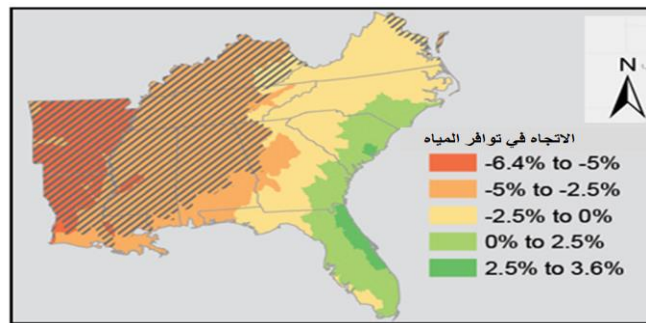 N
الاتجاه في توافر المياه
-6.4% to -5%
-5% to -2.5%
-2.5% to 0%
0% to 2.5%
2.5% to 3.6%